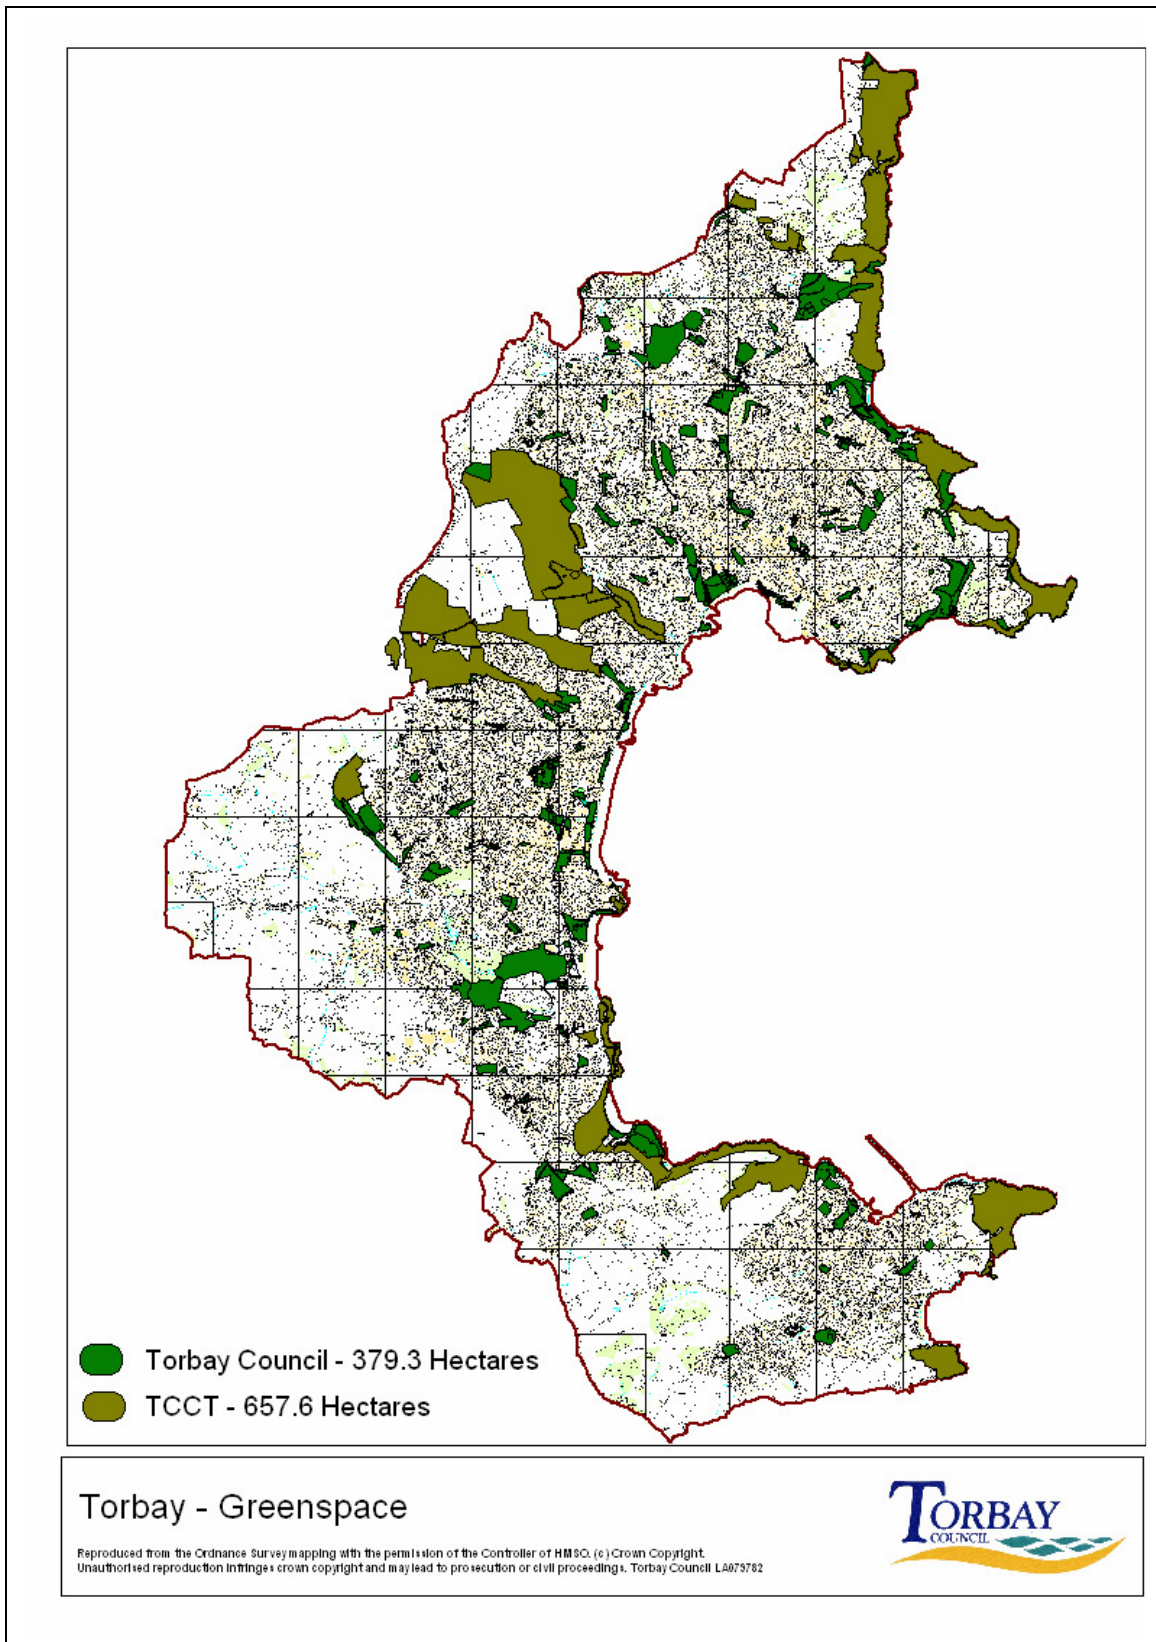 Torbay Council - 379.3 Hectares
TCCT - 657.6 Hectares
Torbay - Greenspace
Reproduced from the Ordnance Survey mapping with the permission of the Controller of HMSO. (c) Crown Copyright.
Unauthorised reproduction infringes crown copyright and may lead to prosecution or civil proceedings. Torbay Council LA079782
TORBAY
COUNCIL